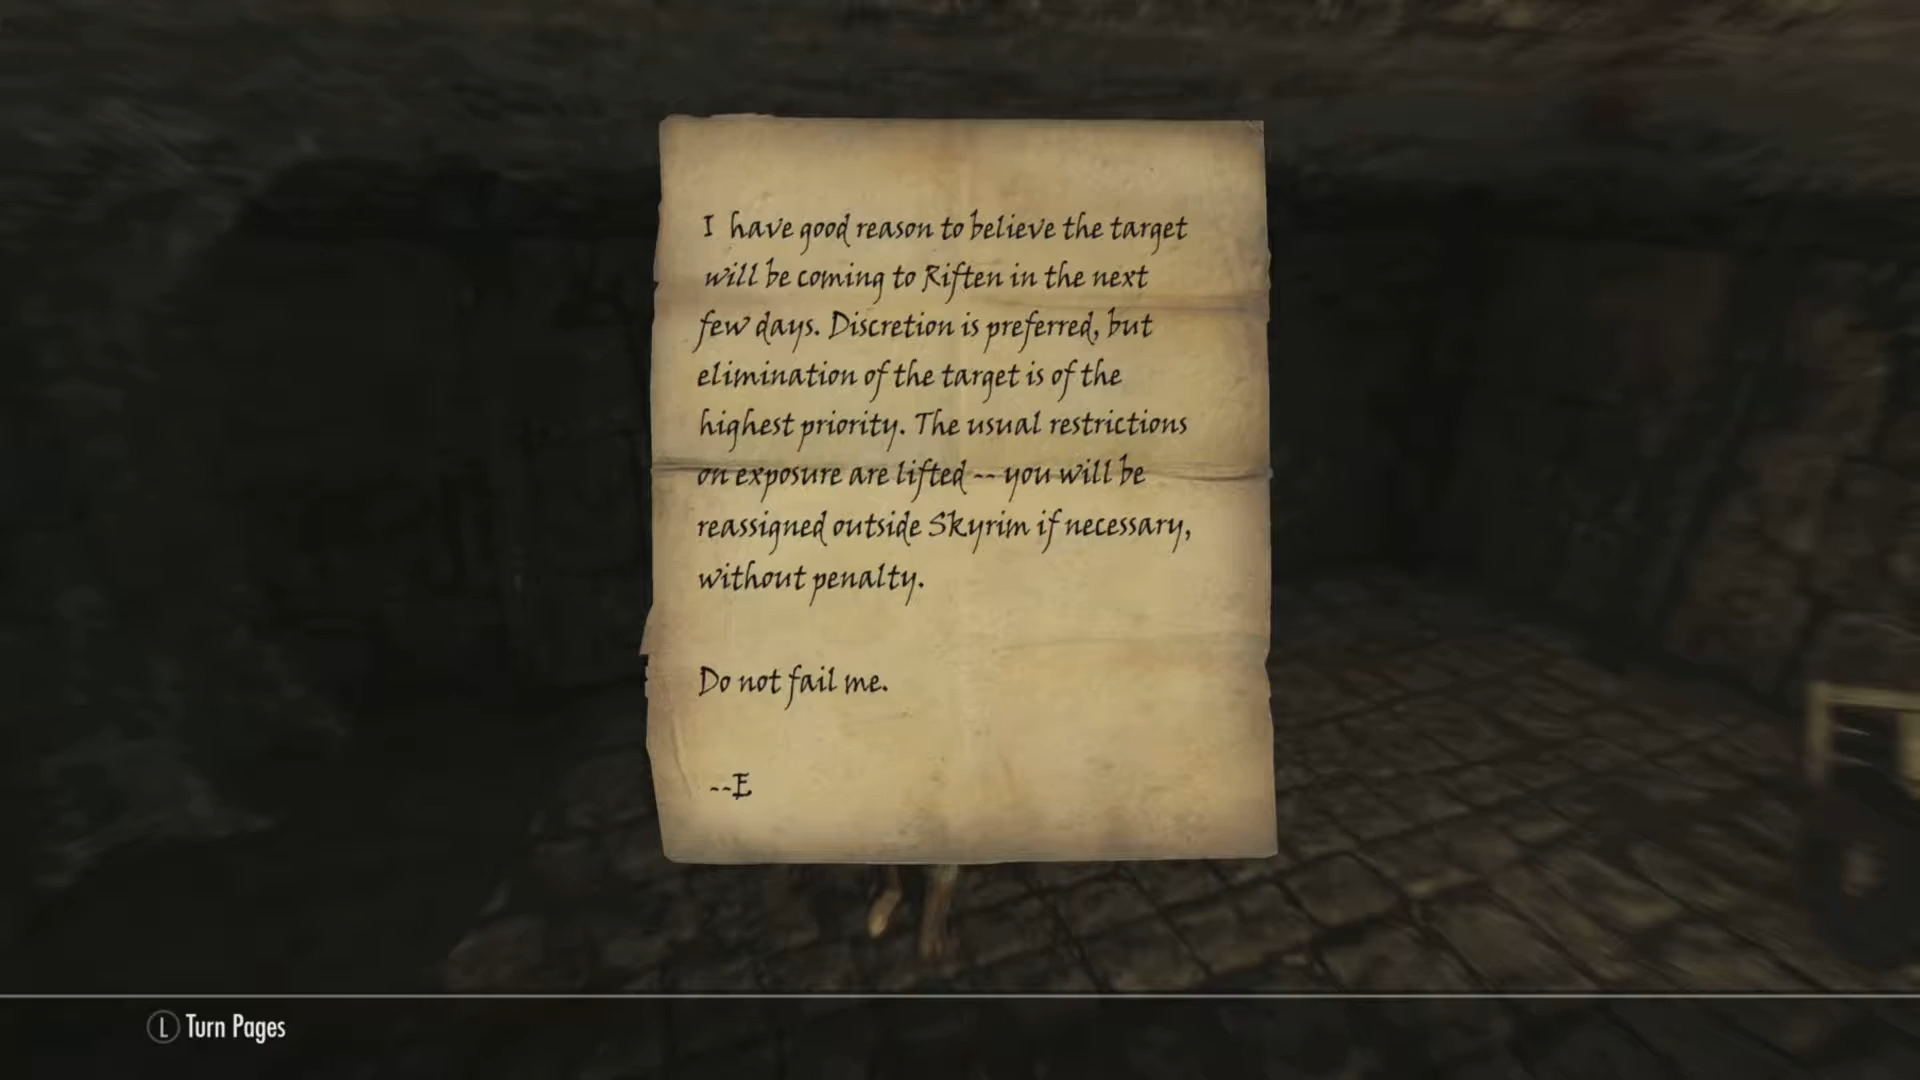 I have good reason to believe the target
will be coming to Riften in the next
few days. Discretion is preferred, but
elimination of the target is of the
highest priority. The usual restrictions
on exposure are lifted -- you will be
reassigned outside Skyrim if necessary,
without penalty.
Do not fail me.
--E
L Turn Pages